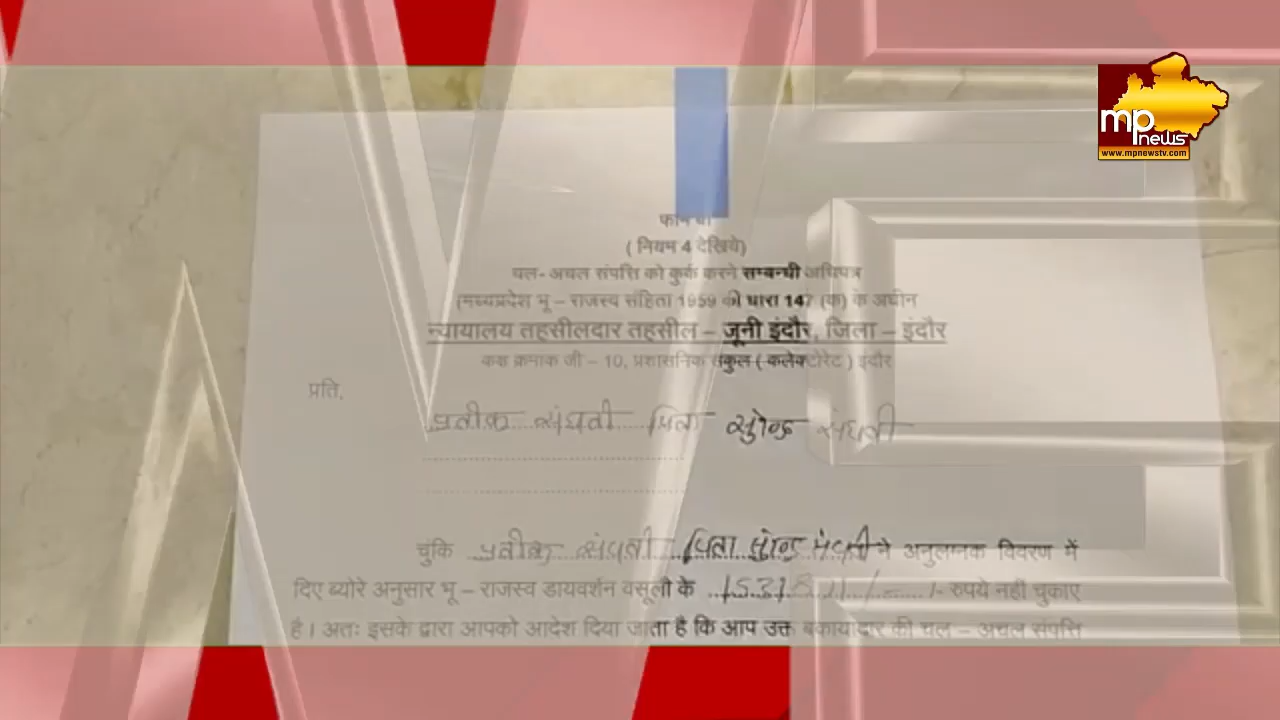 mp
news
www.mpnewstv.com
( नियम 4 देखिये)
चल- अचल संपत्ति को कुर्क करने सम्बन्धी अधिपत्र
(मध्यप्रदेश भू – राजस्व संहिता 1959 की धारा 147 (क) के अधीन
न्यायालय तहसीलदार तहसील – जूनी इंदौर, जिला – इंदौर
कक्ष क्रमांक जी – 10, प्रशासनिक संकुल ( कलेक्टोरेट ) इंदौर
प्रति,
प्रतीक संघवी पिता सुरेन्द्र संघवी
चुंकि प्रतीक संघवी पिता सुरेन्द्र संघवी ने अनुलग्नक विवरण में
दिए ब्योरे अनुसार भू – राजस्व डायवर्शन वसूली के /- रुपये नही चुकाए
है। अतः इसके द्वारा आपको आदेश दिया जाता है कि आप उक्त बकायादार की चल – अचल संपत्ति